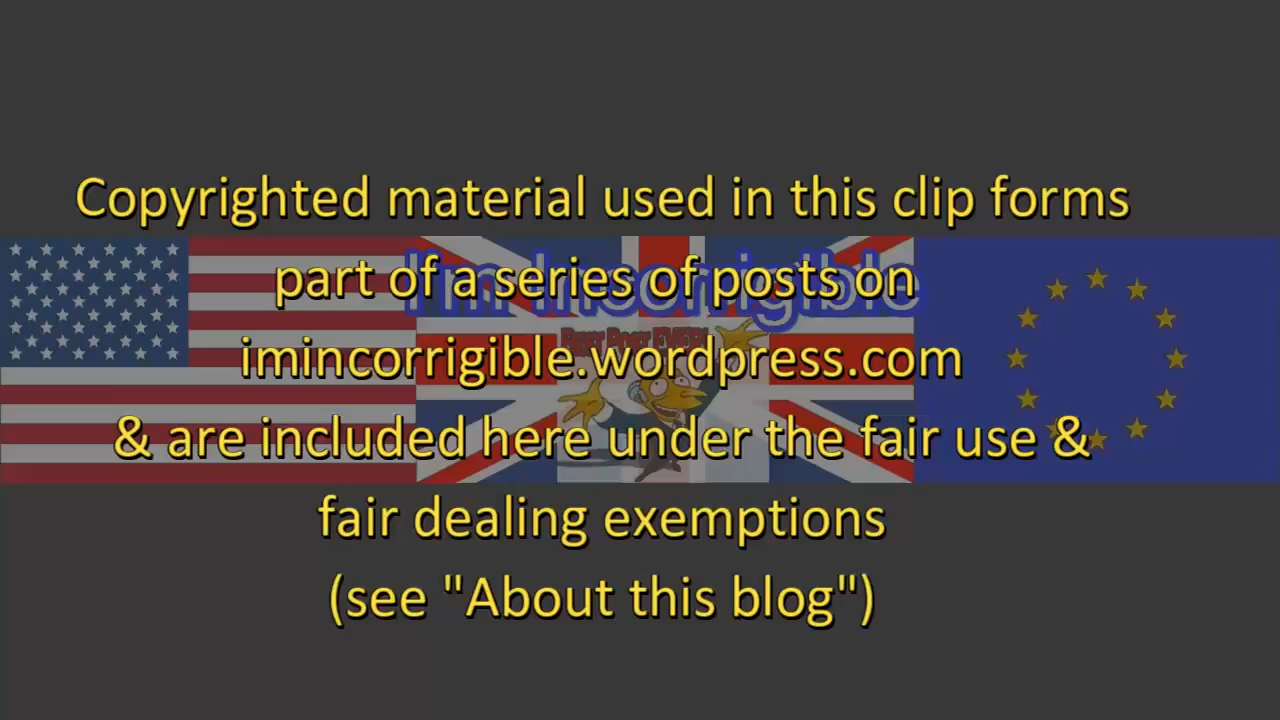 Copyrighted material used in this clip forms
part of a series of posts on
imincorrigible.wordpress.com
& are included here under the fair use &
fair dealing exemptions
(see "About this blog")
I'm Incorrigible